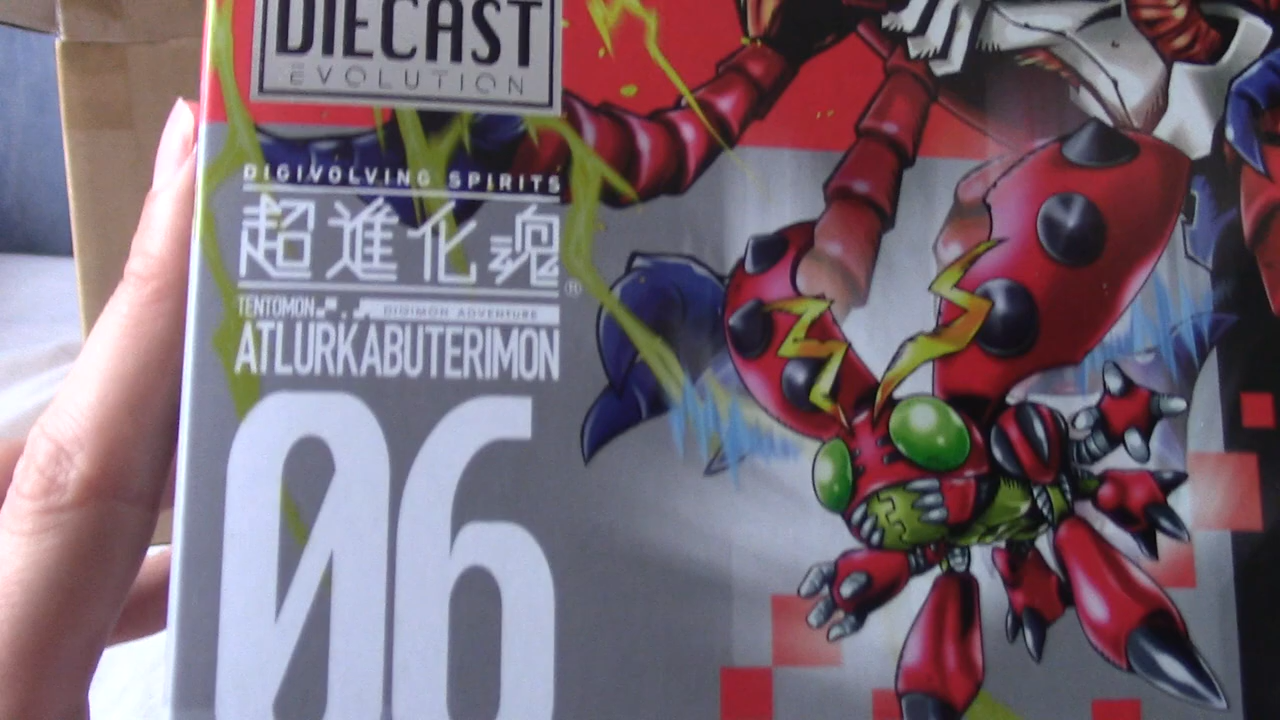 DIECAST
EVOLUTION
DIGIVOLVING SPIRITS
超進化魂
®
TENTOMON
DIGIMON ADVENTURE
ATLURKABUTERIMON
06